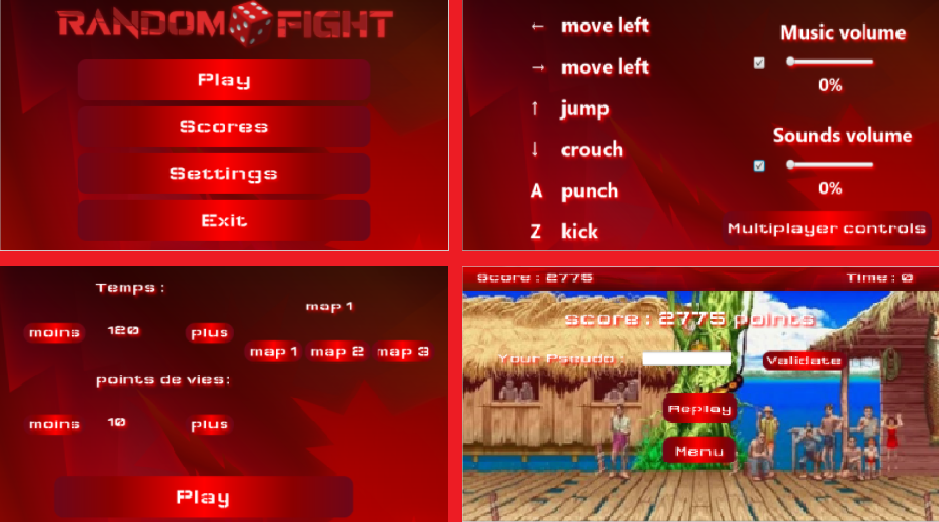 RANDOM FIGHT
Play
Scores
Settings
Exit
← move left
→ move left
↑ jump
↓ crouch
A punch
Z kick
Music volume
0%
Sounds volume
0%
Multiplayer controls
Temps :
moins 120 plus
points de vies:
moins 10 plus
map 1
map 1 map 2 map 3
Play
Score : 2775 Time : 0
score : 2775 points
Your Pseudo : Validate
Replay
Menu